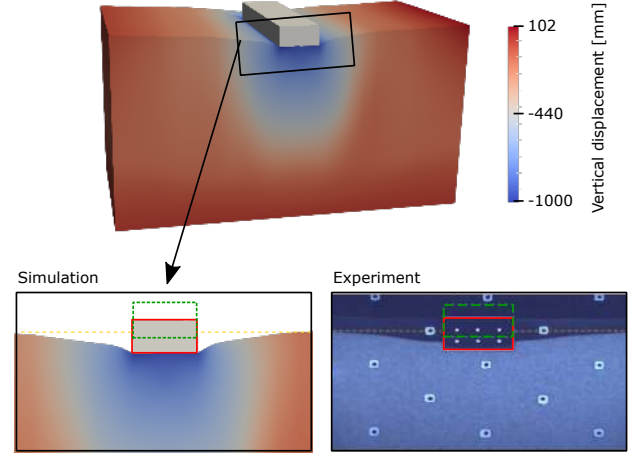 102
-440
-1000
Vertical displacement [mm]
Simulation
Experiment